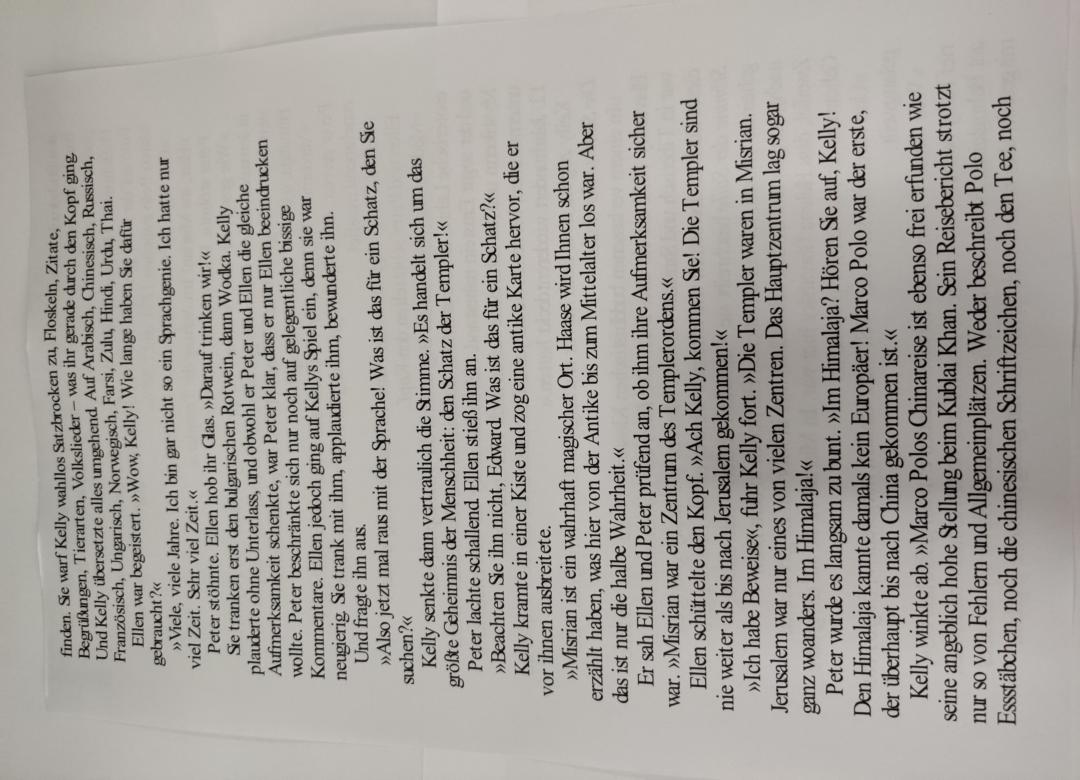 finden. Sie warf Kelly wahllos Satzbrocken zu, Floskeln, Zitate,
Begrüßungen, Tierarten, Volkslieder – was ihr gerade durch den Kopf ging.
Und Kelly übersetzte alles umgehend. Auf Arabisch, Chinesisch, Russisch,
Französisch, Ungarisch, Norwegisch, Farsi, Zulu, Hindi, Urdu, Thai.
Ellen war begeistert. »Wow, Kelly! Wie lange haben Sie dafür
gebraucht?«
»Viele, viele Jahre. Ich bin gar nicht so ein Sprachgenie. Ich hatte nur
viel Zeit. Sehr viel Zeit.«
Peter stöhnte. Ellen hob ihr Glas. »Darauf trinken wir!«
Sie tranken erst den bulgarischen Rotwein, dann Wodka. Kelly
plauderte ohne Unterlass, und obwohl er Peter und Ellen die gleiche
Aufmerksamkeit schenkte, war Peter klar, dass er nur Ellen beeindrucken
wollte. Peter beschränkte sich nur noch auf gelegentliche bissige
Kommentare. Ellen jedoch ging auf Kellys Spiel ein, denn sie war
neugierig. Sie trank mit ihm, applaudierte ihm, bewunderte ihn.
Und fragte ihn aus.
»Also jetzt mal raus mit der Sprache! Was ist das für ein Schatz, den Sie
suchen?«
Kelly senkte dann vertraulich die Stimme. »Es handelt sich um das
größte Geheimnis der Menschheit: den Schatz der Templer!«
Peter lachte schallend. Ellen stieß ihn an.
»Beachten Sie ihn nicht, Edward. Was ist das für ein Schatz?«
Kelly kramte in einer Kiste und zog eine antike Karte hervor, die er
vor ihnen ausbreitete.
»Misrian ist ein wahrhaft magischer Ort. Haase wird Ihnen schon
erzählt haben, was hier von der Antike bis zum Mittelalter los war. Aber
das ist nur die halbe Wahrheit.«
Er sah Ellen und Peter prüfend an, ob ihm ihre Aufmerksamkeit sicher
war. »Misrian war ein Zentrum des Templerordens.«
Ellen schüttelte den Kopf. »Ach Kelly, kommen Sie! Die Templer sind
nie weiter als bis nach Jerusalem gekommen!«
»Ich habe Beweise«, fuhr Kelly fort. »Die Templer waren in Misrian.
Jerusalem war nur eines von vielen Zentren. Das Hauptzentrum lag sogar
ganz woanders. Im Himalaja!«
Peter wurde es langsam zu bunt. »Im Himalaja? Hören Sie auf, Kelly!
Den Himalaja kannte damals kein Europäer! Marco Polo war der erste,
der überhaupt bis nach China gekommen ist.«
Kelly winkte ab. »Marco Polos Chinareise ist ebenso frei erfunden wie
seine angeblich hohe Stellung beim Kublai Khan. Sein Reisebericht strotzt
nur so von Fehlern und Allgemeinplätzen. Weder beschreibt Polo
Essstäbchen, noch die chinesischen Schriftzeichen, noch den Tee, noch